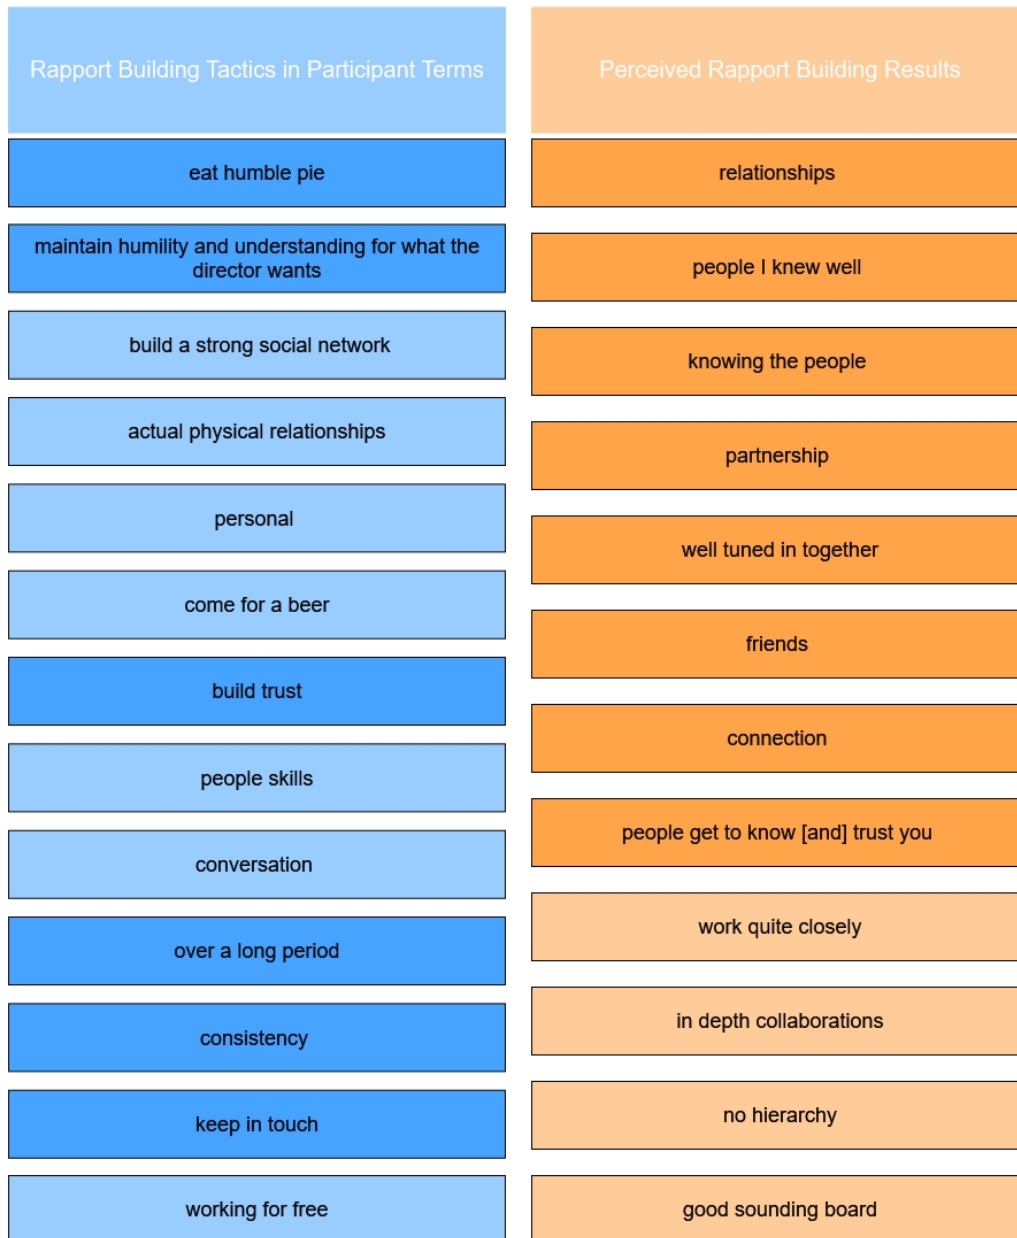 Rapport Building Tactics in Participant Terms
eat humble pie
maintain humility and understanding for what the
director wants
build a strong social network
actual physical relationships
personal
come for a beer
build trust
people skills
conversation
over a long period
consistency
keep in touch
working for free
Perceived Rapport Building Results
relationships
people I knew well
knowing the people
partnership
well tuned in together
friends
connection
people get to know [and] trust you
work quite closely
in depth collaborations
no hierarchy
good sounding board